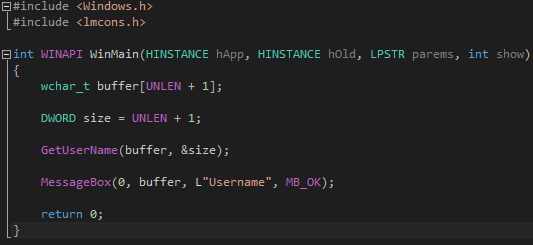 #include <Windows.h>
#include <lmcons.h>
int WINAPI WinMain(HINSTANCE hApp, HINSTANCE hOld, LPSTR parems, int show)
{
wchar_t buffer[UNLEN + 1];
DWORD size = UNLEN + 1;
GetUserName(buffer, &size);
MessageBox(0, buffer, L"Username", MB_OK);
return 0;
}